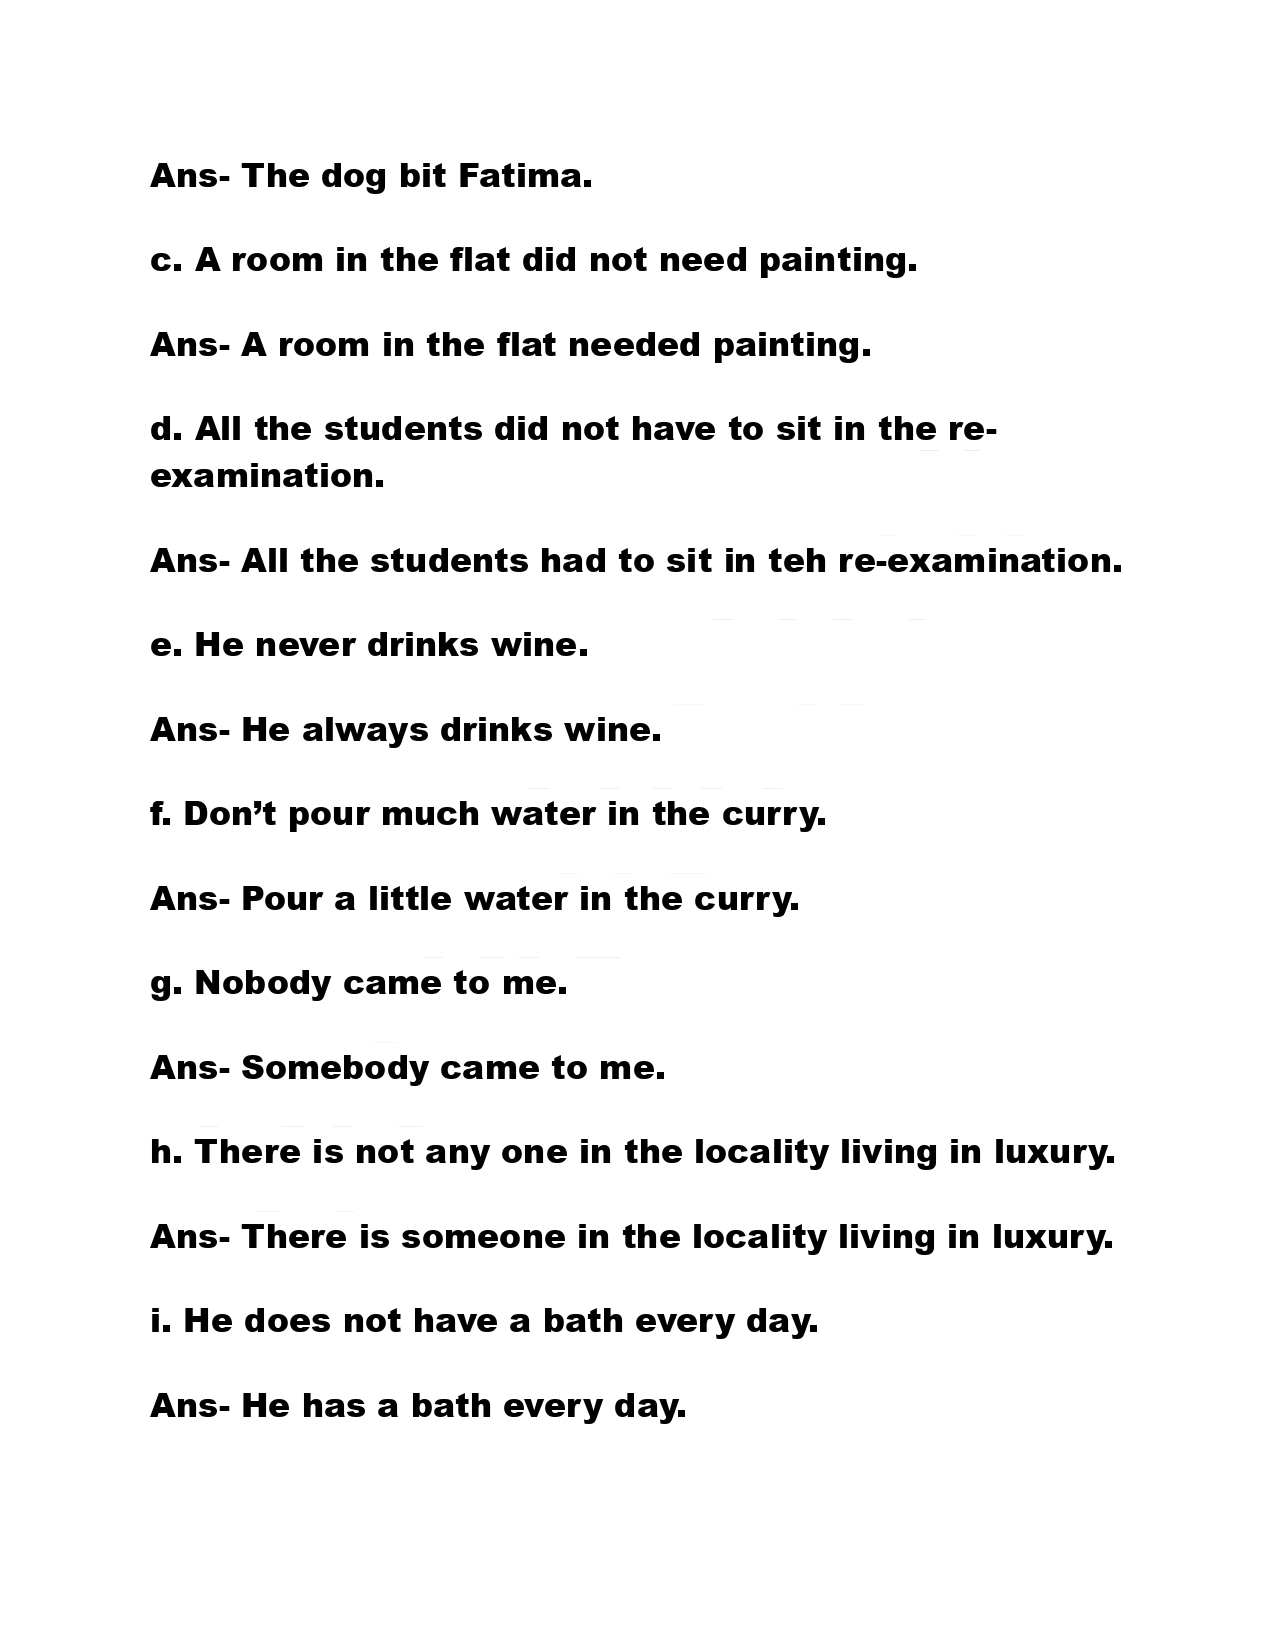 Ans- The dog bit Fatima.
c. A room in the flat did not need painting.
Ans- A room in the flat needed painting.
d. All the students did not have to sit in the re-
examination.
Ans- All the students had to sit in teh re-examination.
e. He never drinks wine.
Ans- He always drinks wine.
f. Don’t pour much water in the curry.
Ans- Pour a little water in the curry.
g. Nobody came to me.
Ans- Somebody came to me.
h. There is not any one in the locality living in luxury.
Ans- There is someone in the locality living in luxury.
i. He does not have a bath every day.
Ans- He has a bath every day.